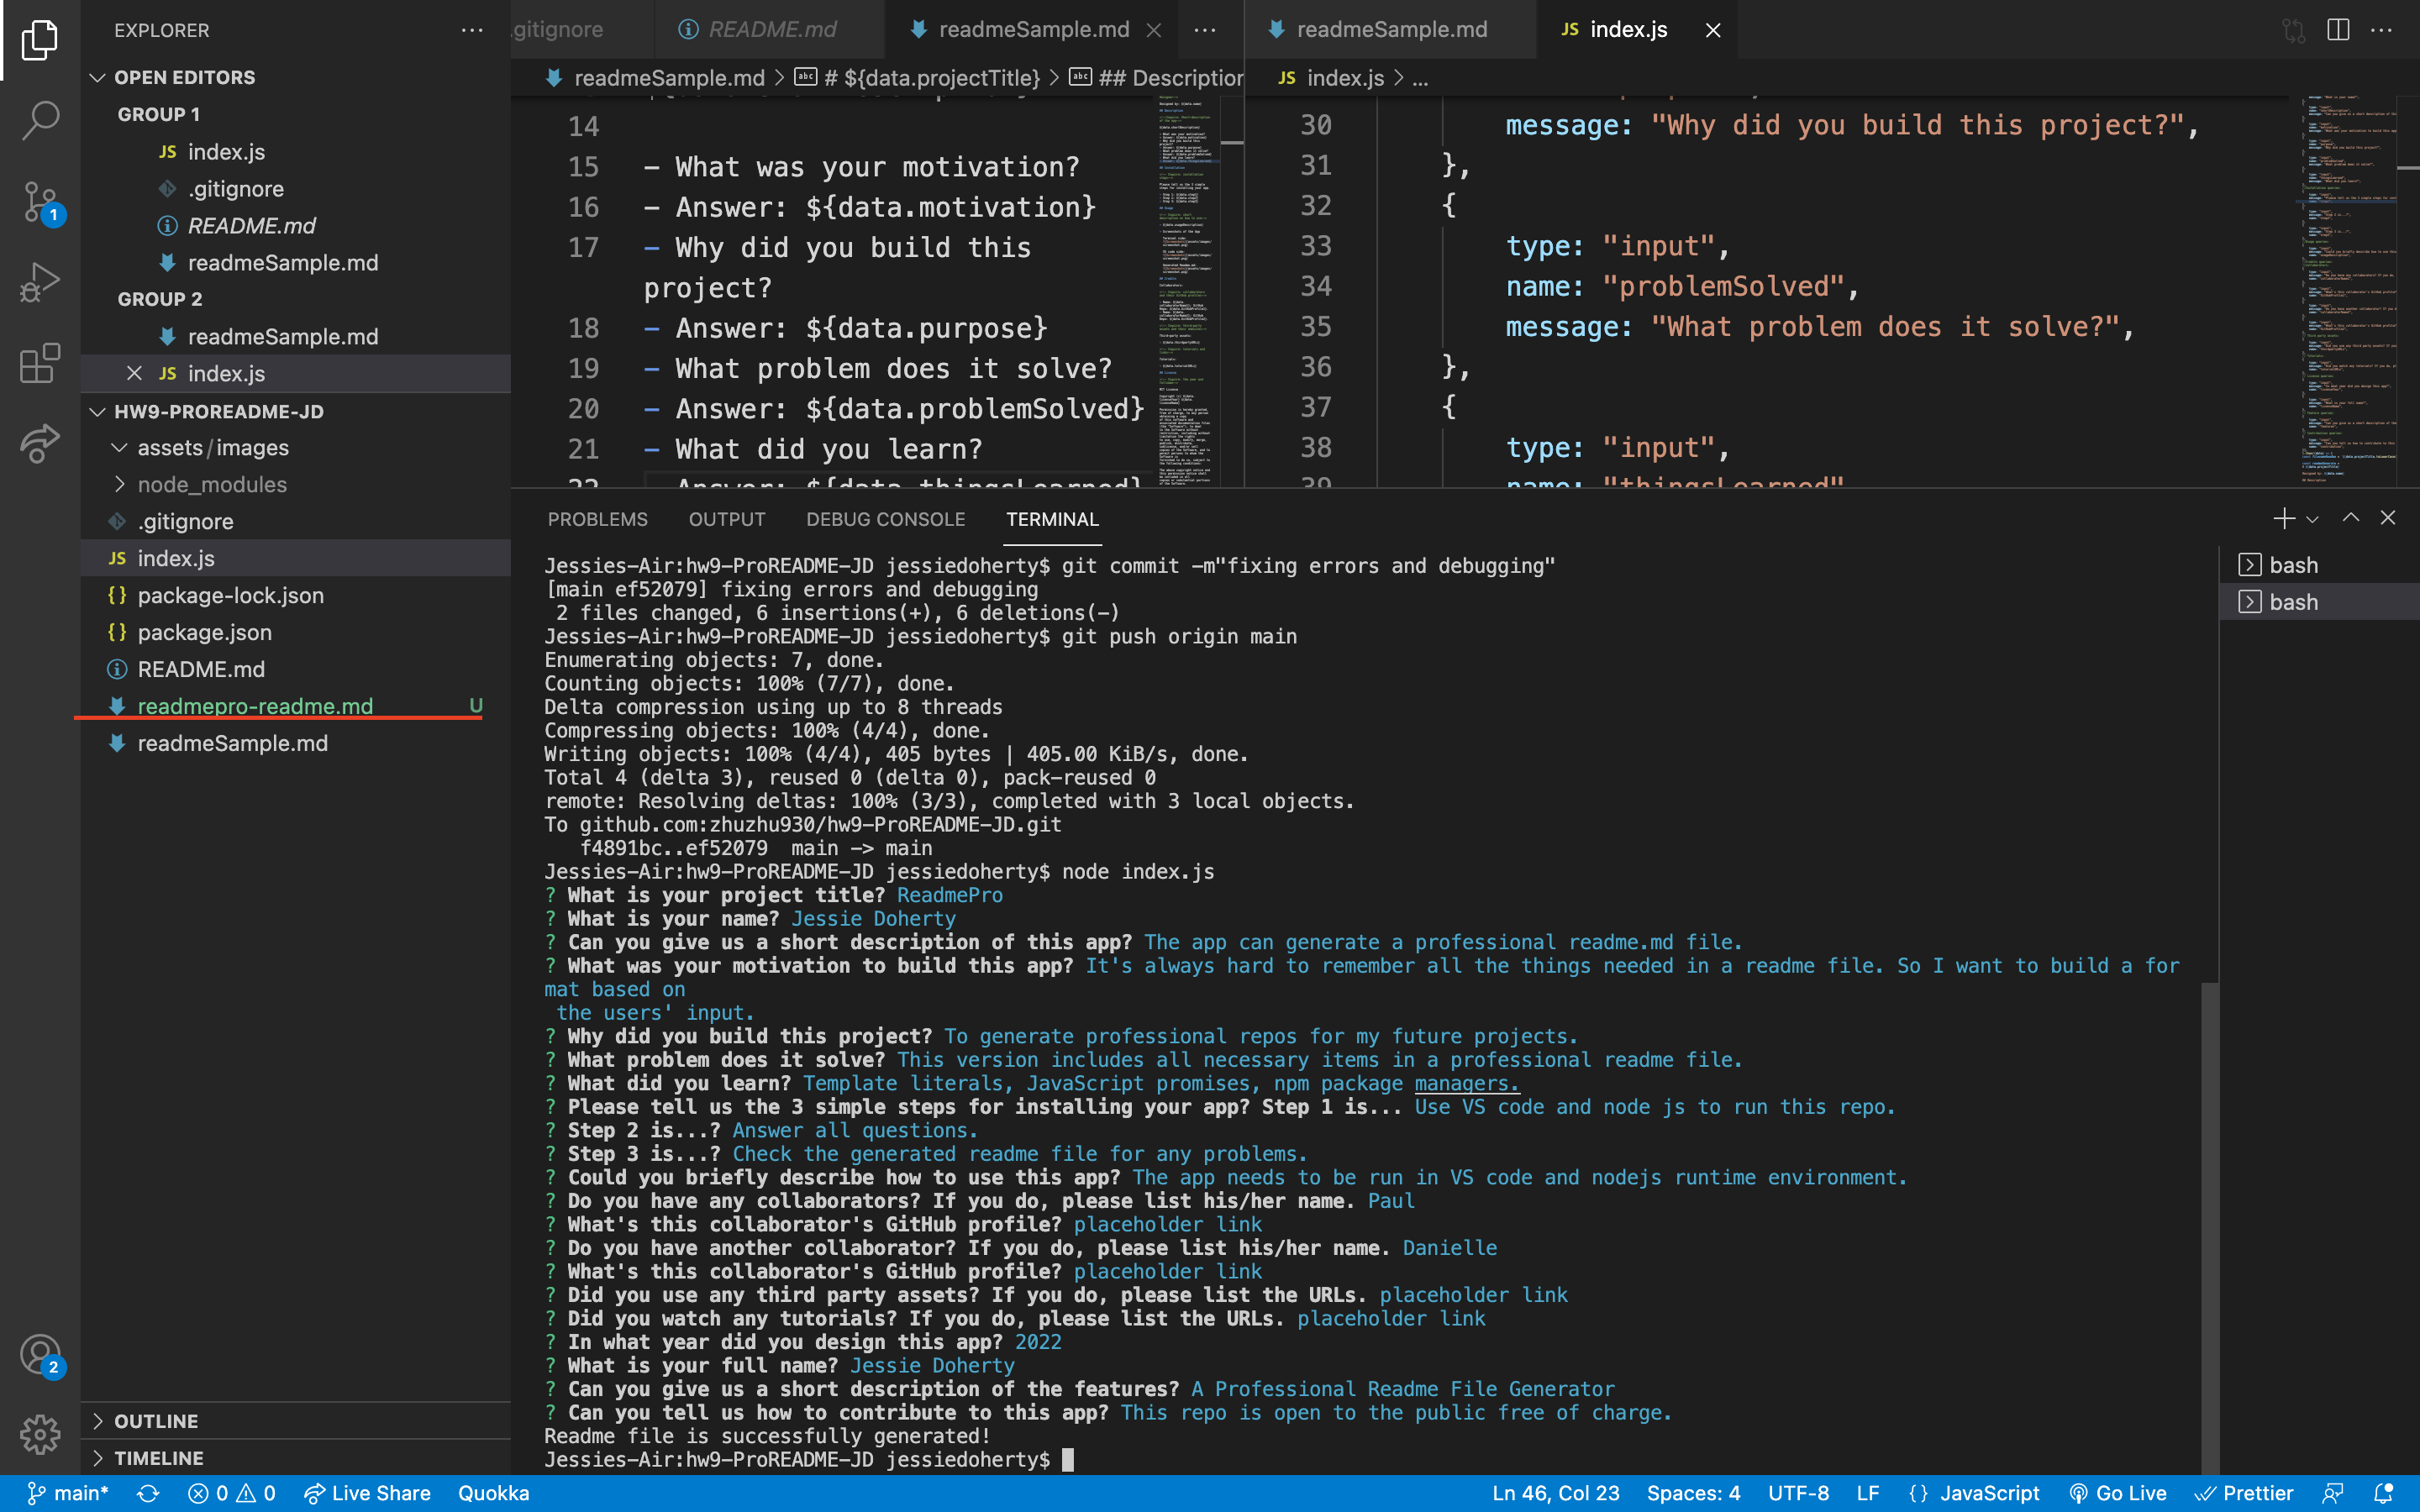 EXPLORER
OPEN EDITORS
GROUP 1
JS index.js
.gitignore
README.md
readmeSample.md
GROUP 2
readmeSample.md
JS index.js
HW9-PROREADME-JD
assets/images
node_modules
.gitignore
JS index.js
{} package-lock.json
{} package.json
README.md
readmepro-readme.md U
readmeSample.md
OUTLINE
TIMELINE
1
2
.gitignore README.md readmeSample.md
readmeSample.md > # ${data.projectTitle} > ## Description
14
15 - What was your motivation?
16 - Answer: ${data.motivation}
17 - Why did you build this
project?
18 - Answer: ${data.purpose}
19 - What problem does it solve?
20 - Answer: ${data.problemSolved}
21 - What did you learn?
22 - Answer: ${data.thingsLearned}
readmeSample.md JS index.js
JS index.js > ...
30 message: "Why did you build this project?",
31 },
32 {
33 type: "input",
34 name: "problemSolved",
35 message: "What problem does it solve?",
36 },
37 {
38 type: "input",
39 name: "thingsLearned"
PROBLEMS OUTPUT DEBUG CONSOLE TERMINAL
bash
bash
Jessies-Air:hw9-ProREADME-JD jessiedoherty$ git commit -m"fixing errors and debugging"
[main ef52079] fixing errors and debugging
2 files changed, 6 insertions(+), 6 deletions(-)
Jessies-Air:hw9-ProREADME-JD jessiedoherty$ git push origin main
Enumerating objects: 7, done.
Counting objects: 100% (7/7), done.
Delta compression using up to 8 threads
Compressing objects: 100% (4/4), done.
Writing objects: 100% (4/4), 405 bytes | 405.00 KiB/s, done.
Total 4 (delta 3), reused 0 (delta 0), pack-reused 0
remote: Resolving deltas: 100% (3/3), completed with 3 local objects.
To github.com:zhuzhu930/hw9-ProREADME-JD.git
f4891bc..ef52079 main -> main
Jessies-Air:hw9-ProREADME-JD jessiedoherty$ node index.js
? What is your project title? ReadmePro
? What is your name? Jessie Doherty
? Can you give us a short description of this app? The app can generate a professional readme.md file.
? What was your motivation to build this app? It's always hard to remember all the things needed in a readme file. So I want to build a for
mat based on
the users' input.
? Why did you build this project? To generate professional repos for my future projects.
? What problem does it solve? This version includes all necessary items in a professional readme file.
? What did you learn? Template literals, JavaScript promises, npm package managers.
? Please tell us the 3 simple steps for installing your app? Step 1 is... Use VS code and node js to run this repo.
? Step 2 is...? Answer all questions.
? Step 3 is...? Check the generated readme file for any problems.
? Could you briefly describe how to use this app? The app needs to be run in VS code and nodejs runtime environment.
? Do you have any collaborators? If you do, please list his/her name. Paul
? What's this collaborator's GitHub profile? placeholder link
? Do you have another collaborator? If you do, please list his/her name. Danielle
? What's this collaborator's GitHub profile? placeholder link
? Did you use any third party assets? If you do, please list the URLs. placeholder link
? Did you watch any tutorials? If you do, please list the URLs. placeholder link
? In what year did you design this app? 2022
? What is your full name? Jessie Doherty
? Can you give us a short description of the features? A Professional Readme File Generator
? Can you tell us how to contribute to this app? This repo is open to the public free of charge.
Readme file is successfully generated!
Jessies-Air:hw9-ProREADME-JD jessiedoherty$
main* 0 0 Live Share Quokka Ln 46, Col 23 Spaces: 4 UTF-8 LF {} JavaScript Go Live Prettier